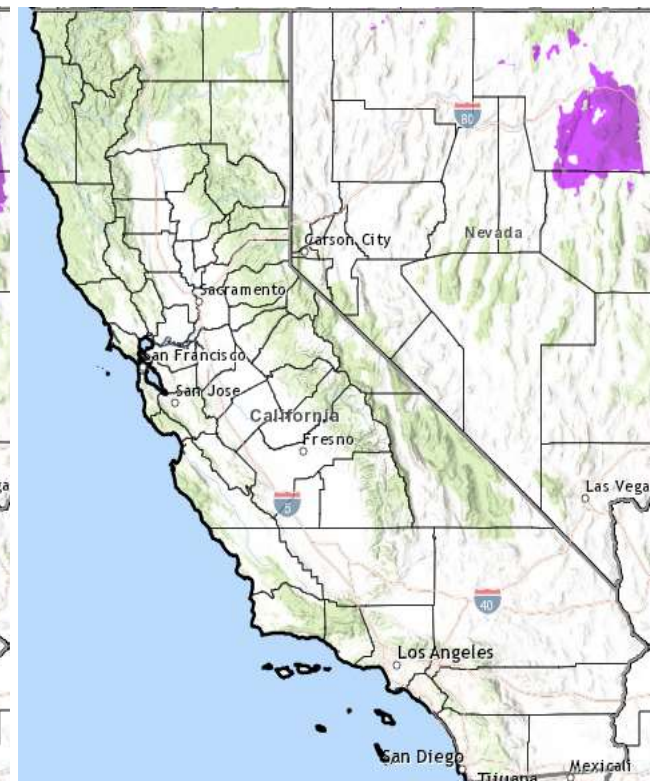 80
Carson City
Nevada
Sacramento
San Francisco
San Jose
California
Fresno
5
Las Vega
40
Los Angeles
San Diego
Tijuana
Mexicali